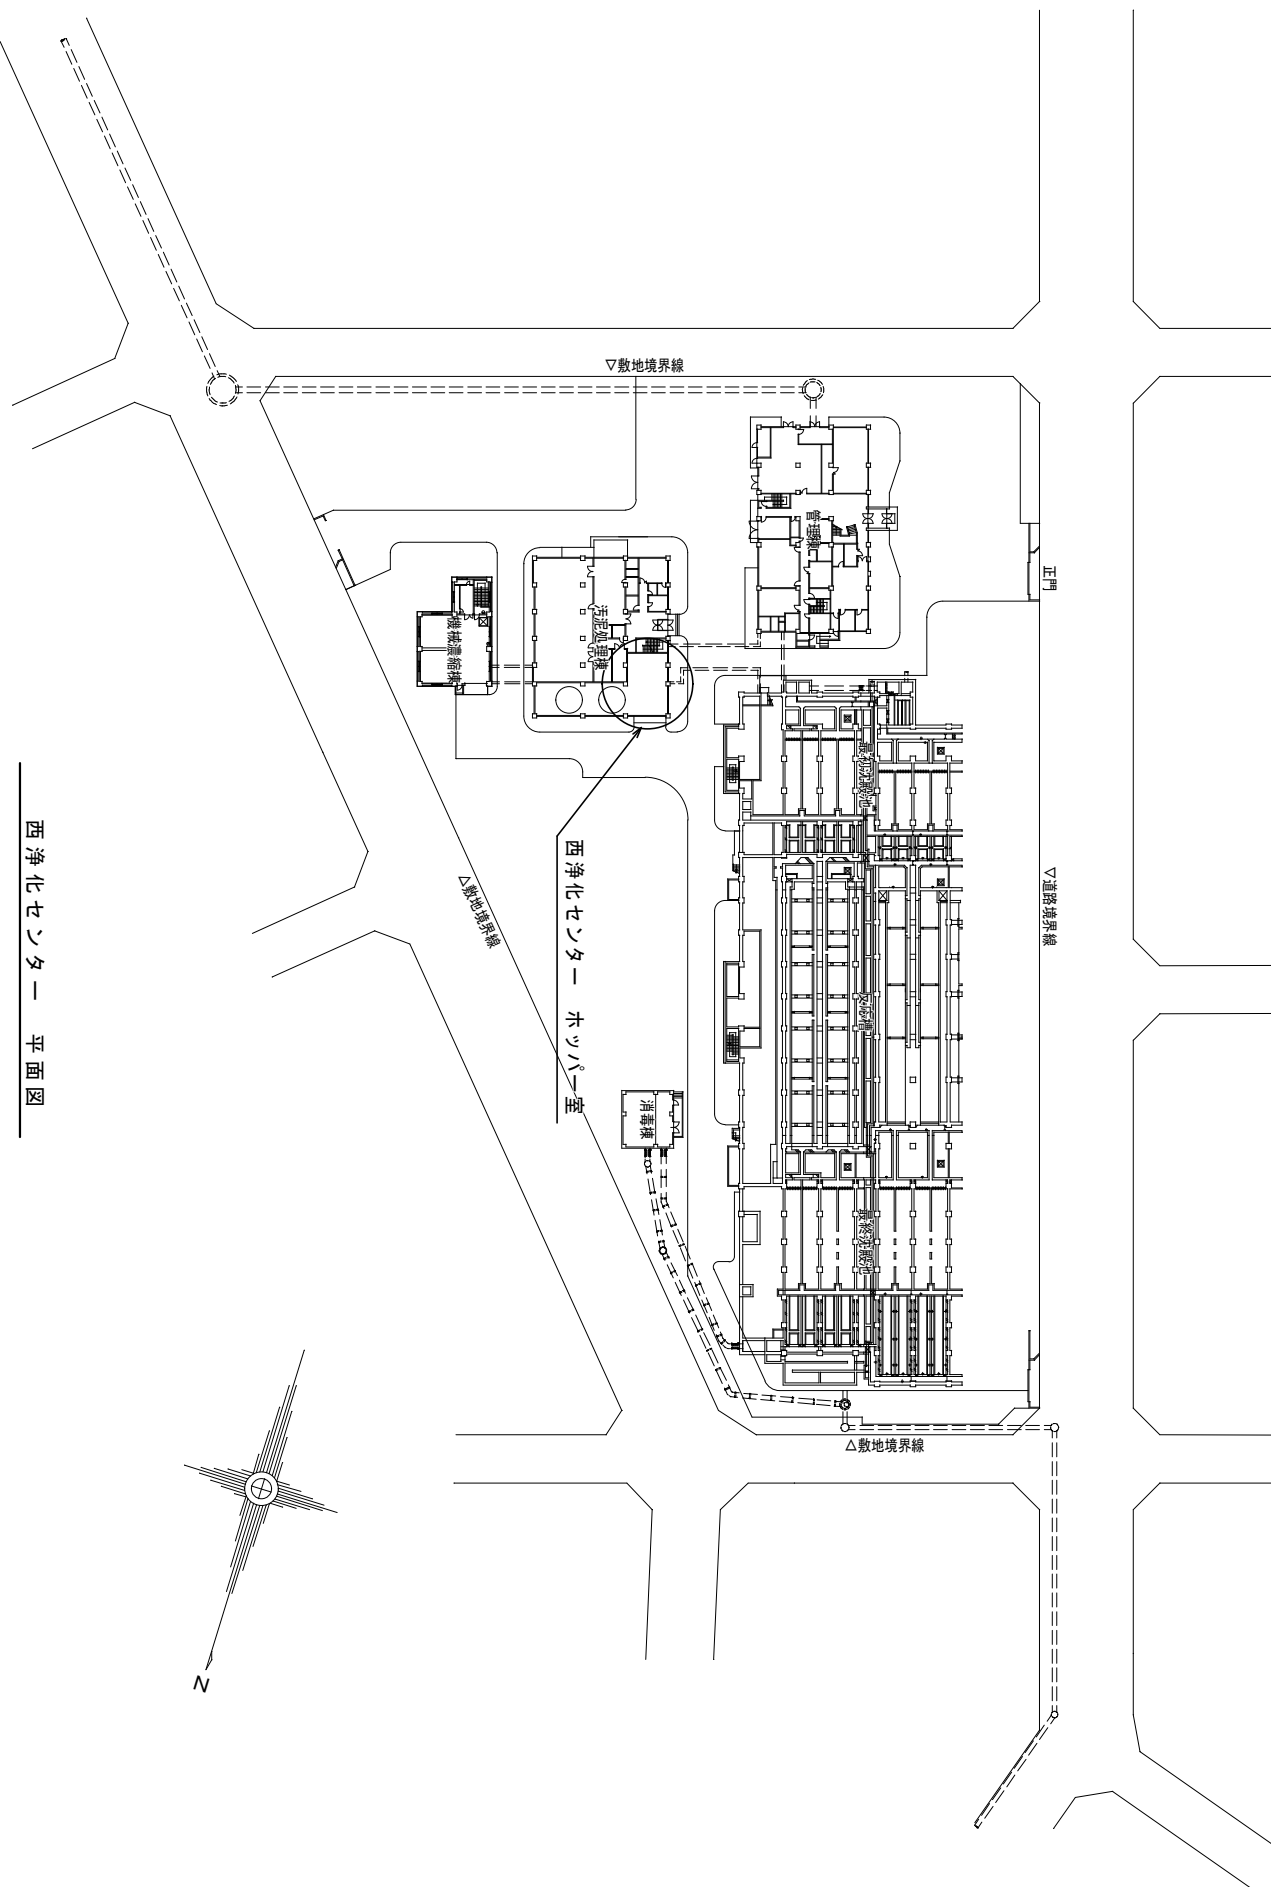 西浄化センター 平面図
▽敷地境界線
管理棟
正門
汚泥処理棟
機械濃縮棟
最初沈殿池
▽道路境界線
△敷地境界線
西浄化センター ホッパー室
反応槽
消毒棟
最終沈殿池
△敷地境界線
N